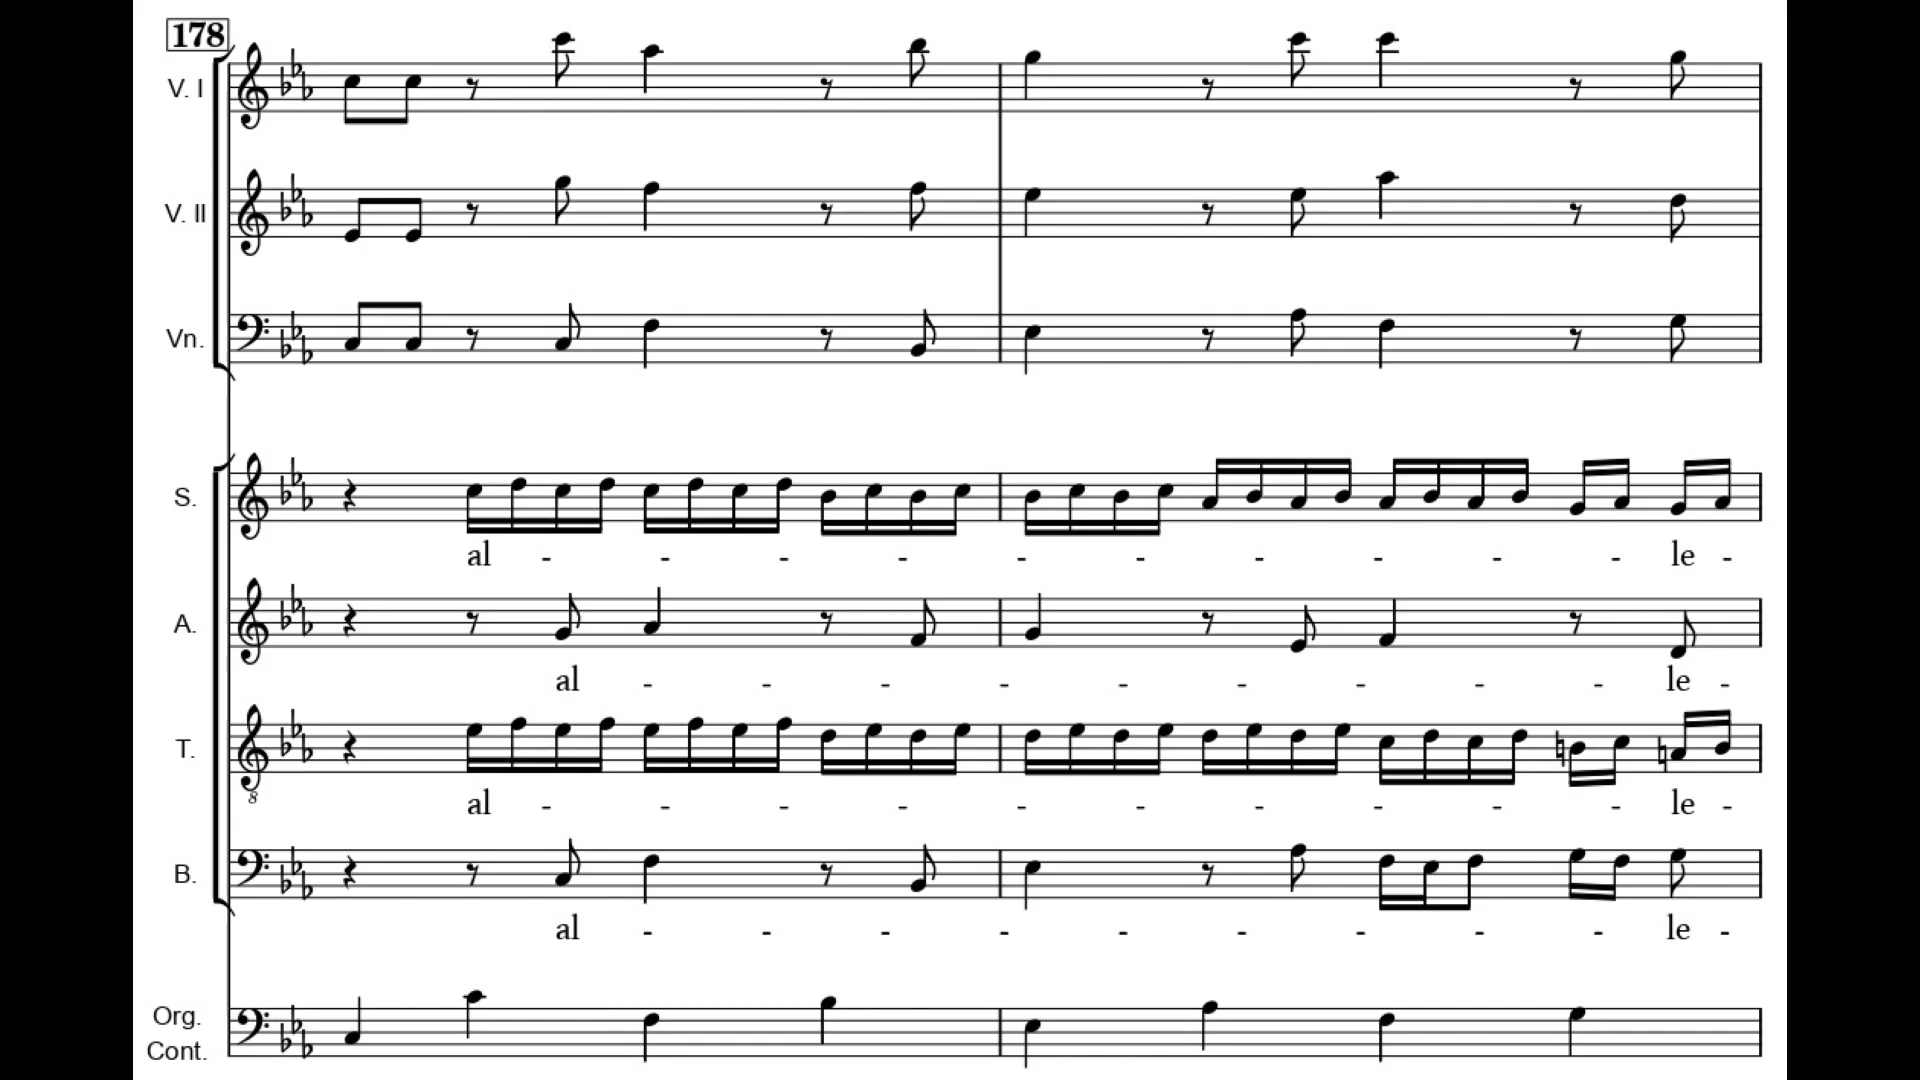 178
V. I
V. II
Vn.
S.
al - - - - - - - - - - le -
A.
al - - - - - - - - - le -
T.
8
al - - - - - - - - - - le -
B.
al - - - - - - - - - le -
Org.
Cont.